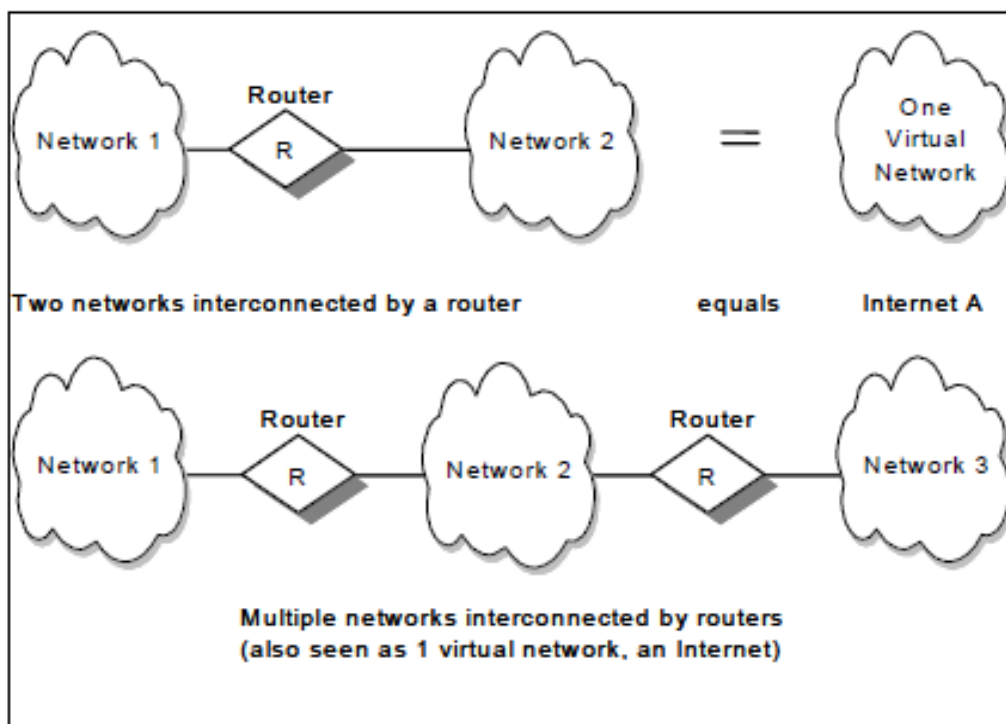 Router
Network 1
R
Network 2
=
One
Virtual
Network
Two networks interconnected by a router
equals
Internet A
Router
Router
Network 1
R
Network 2
R
Network 3
Multiple networks interconnected by routers
(also seen as 1 virtual network, an Internet)